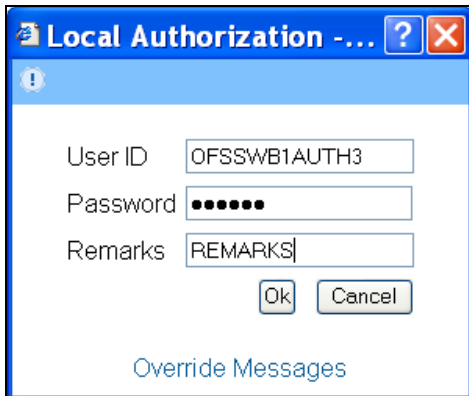 Local Authorization -...
User ID OFSSWB1AUTH3
Password ●●●●●●
Remarks REMARKS
Ok Cancel
Override Messages